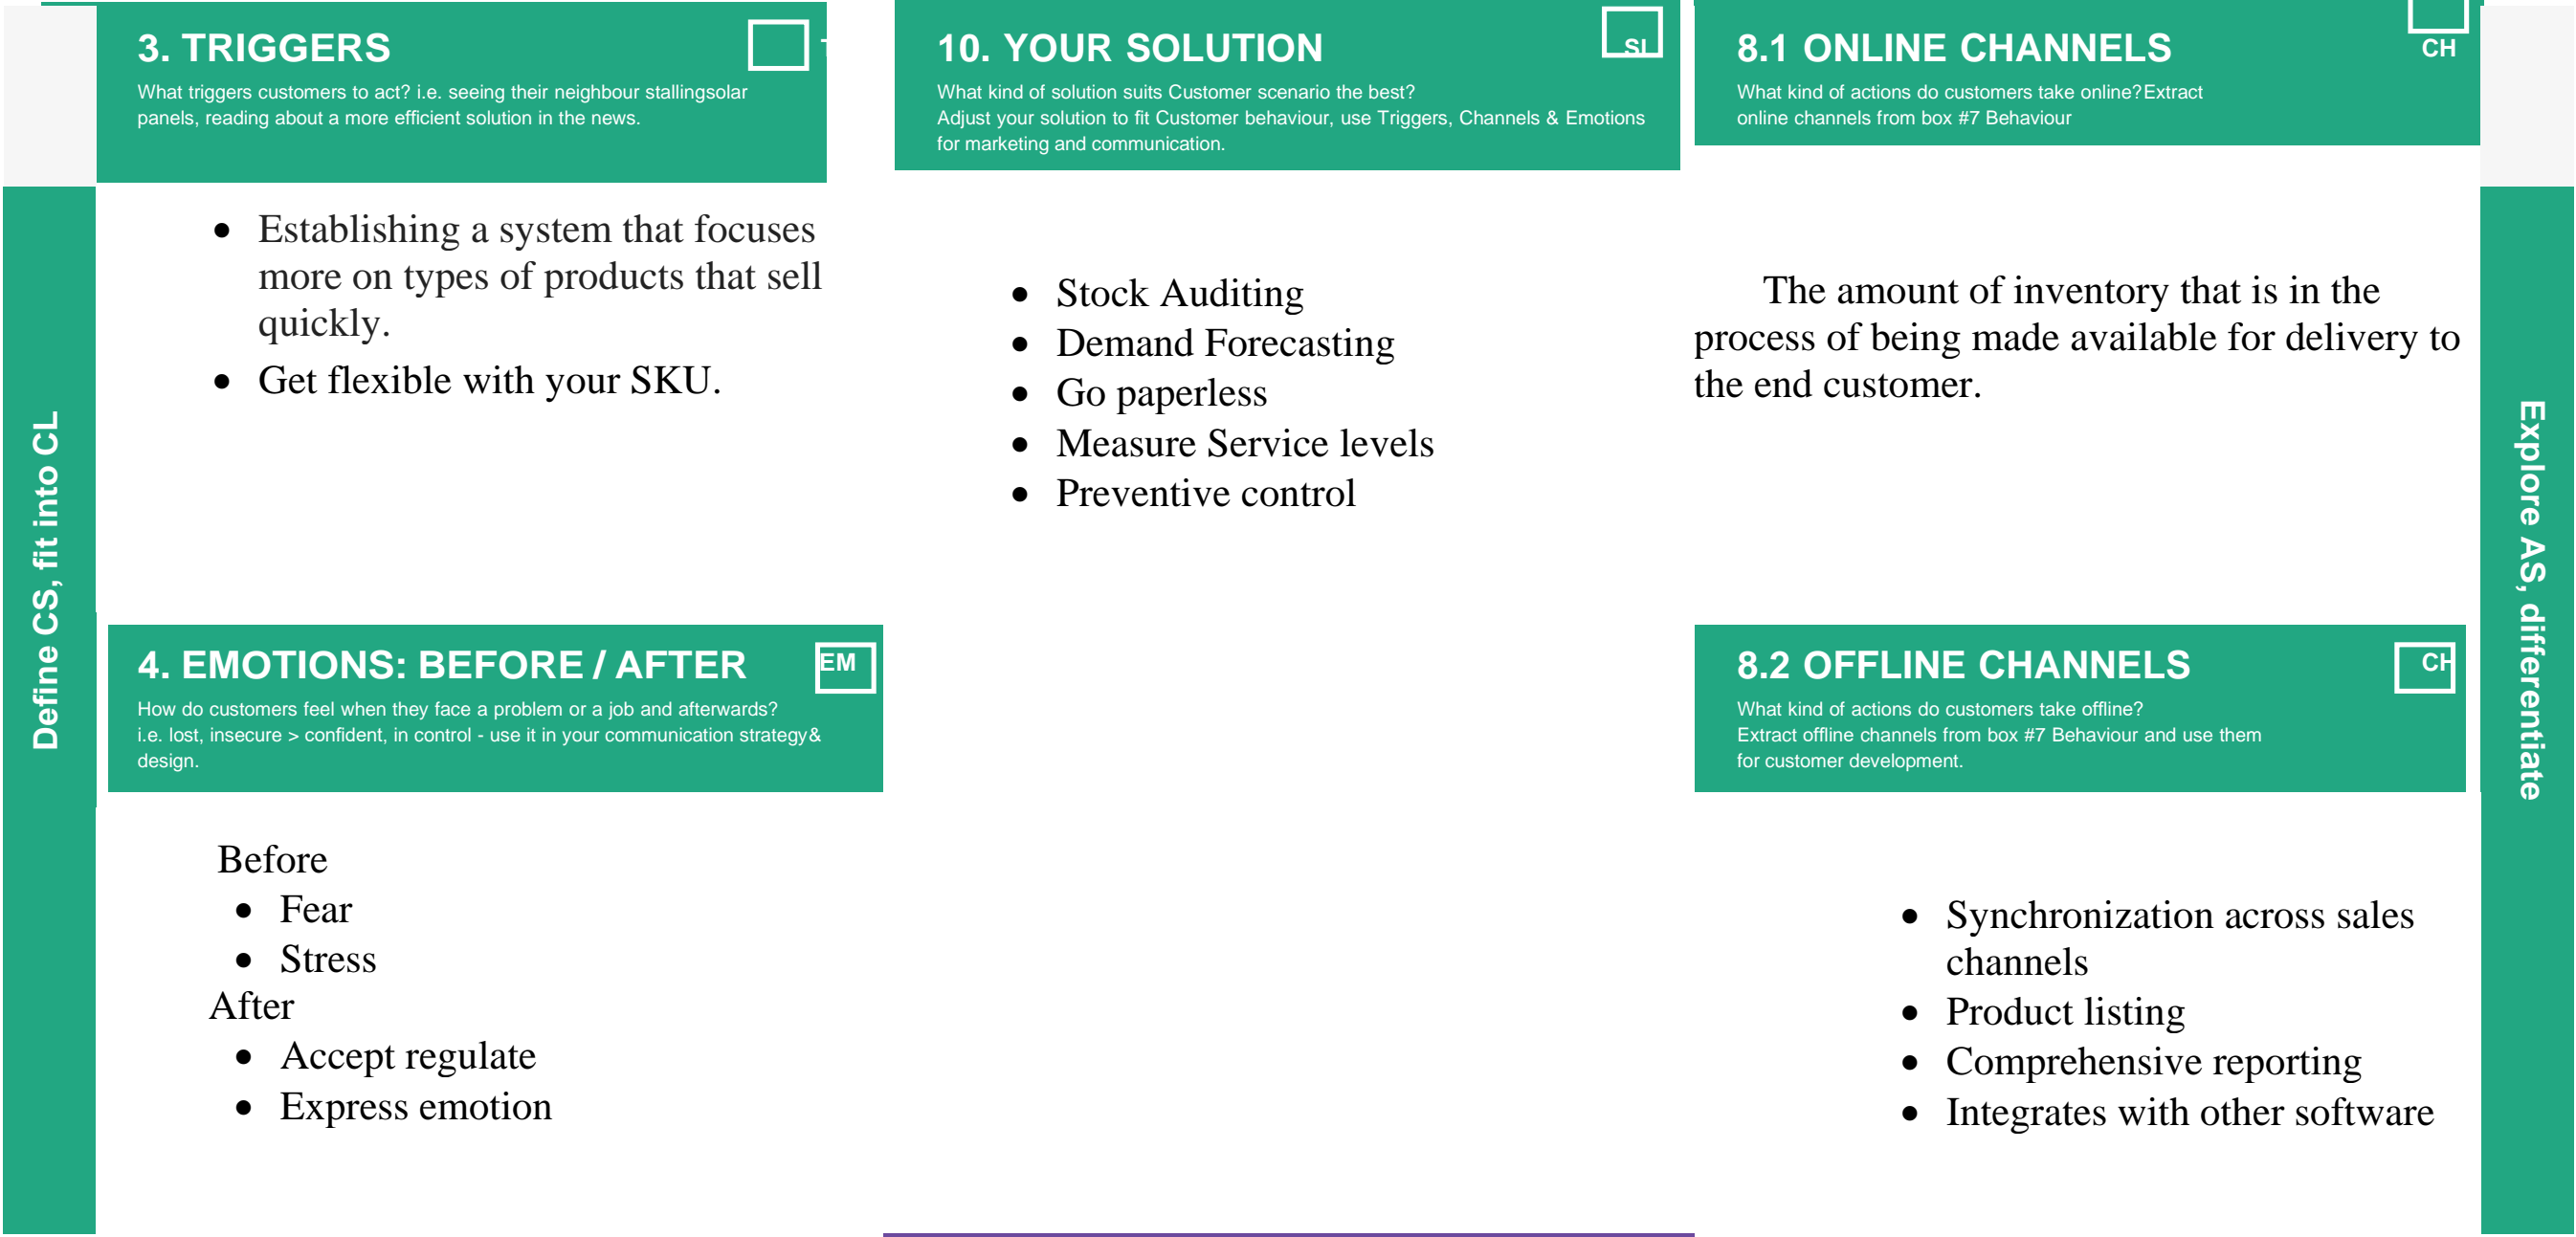 Define CS, fit into CL
3. TRIGGERS
What triggers customers to act? i.e. seeing their neighbour stallingsolar
panels, reading about a more efficient solution in the news.
• Establishing a system that focuses
more on types of products that sell
quickly.
• Get flexible with your SKU.
4. EMOTIONS: BEFORE / AFTER
EM
How do customers feel when they face a problem or a job and afterwards?
i.e. lost, insecure > confident, in control - use it in your communication strategy&
design.
Before
• Fear
• Stress
After
• Accept regulate
• Express emotion
10. YOUR SOLUTION
SL
What kind of solution suits Customer scenario the best?
Adjust your solution to fit Customer behaviour, use Triggers, Channels & Emotions
for marketing and communication.
• Stock Auditing
• Demand Forecasting
• Go paperless
• Measure Service levels
• Preventive control
8.1 ONLINE CHANNELS
CH
What kind of actions do customers take online?Extract
online channels from box #7 Behaviour
The amount of inventory that is in the
process of being made available for delivery to
the end customer.
8.2 OFFLINE CHANNELS
CH
What kind of actions do customers take offline?
Extract offline channels from box #7 Behaviour and use them
for customer development.
• Synchronization across sales
channels
• Product listing
• Comprehensive reporting
• Integrates with other software
Explore AS, differentiate